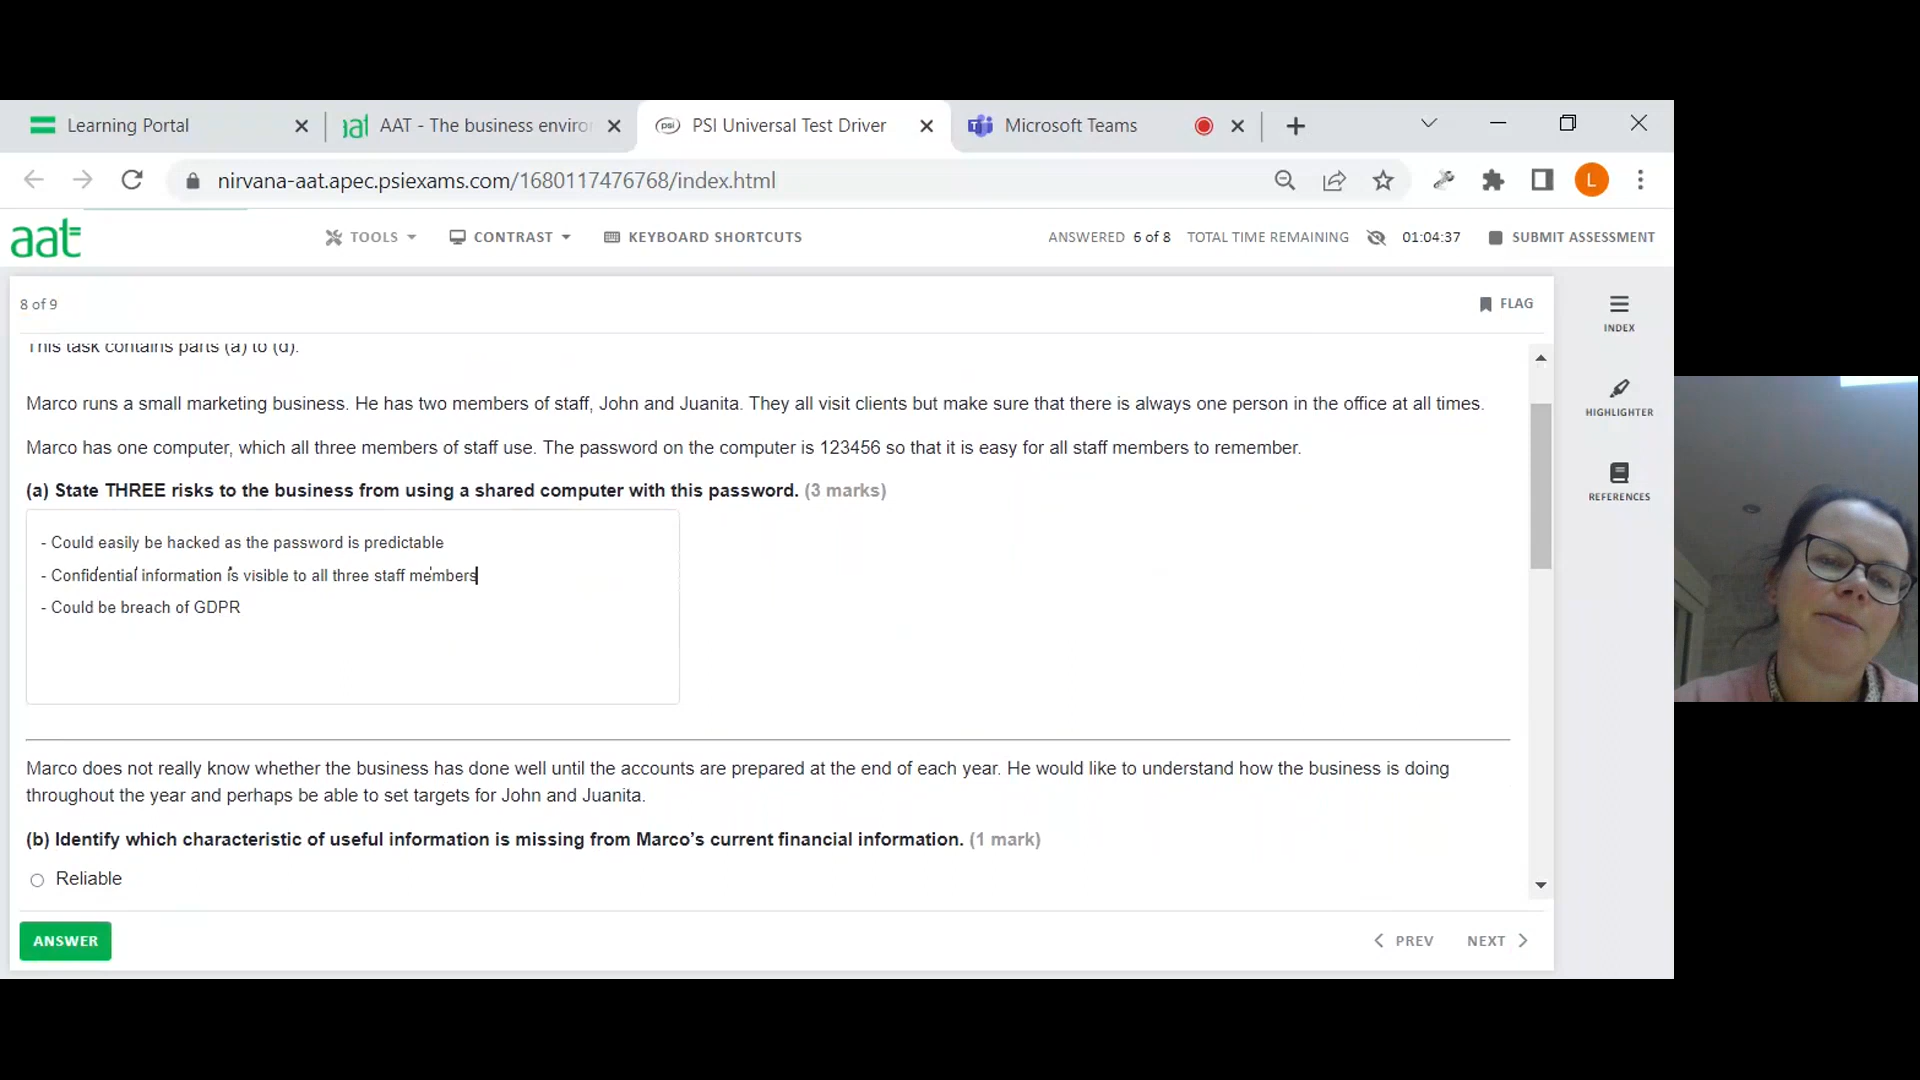 Learning Portal
aat AAT - The business enviro
psi PSI Universal Test Driver
Microsoft Teams
nirvana-aat.apec.psiexams.com/1680117476768/index.html
L
aat
TOOLS
CONTRAST
KEYBOARD SHORTCUTS
ANSWERED 6 of 8
TOTAL TIME REMAINING
01:04:37
SUBMIT ASSESSMENT
8 of 9
FLAG
This task contains parts (a) to (d).
Marco runs a small marketing business. He has two members of staff, John and Juanita. They all visit clients but make sure that there is always one person in the office at all times.
Marco has one computer, which all three members of staff use. The password on the computer is 123456 so that it is easy for all staff members to remember.
(a) State THREE risks to the business from using a shared computer with this password. (3 marks)
- Could easily be hacked as the password is predictable
- Confidential information is visible to all three staff members
- Could be breach of GDPR
Marco does not really know whether the business has done well until the accounts are prepared at the end of each year. He would like to understand how the business is doing
throughout the year and perhaps be able to set targets for John and Juanita.
(b) Identify which characteristic of useful information is missing from Marco’s current financial information. (1 mark)
Reliable
ANSWER
PREV
NEXT
INDEX
HIGHLIGHTER
REFERENCES